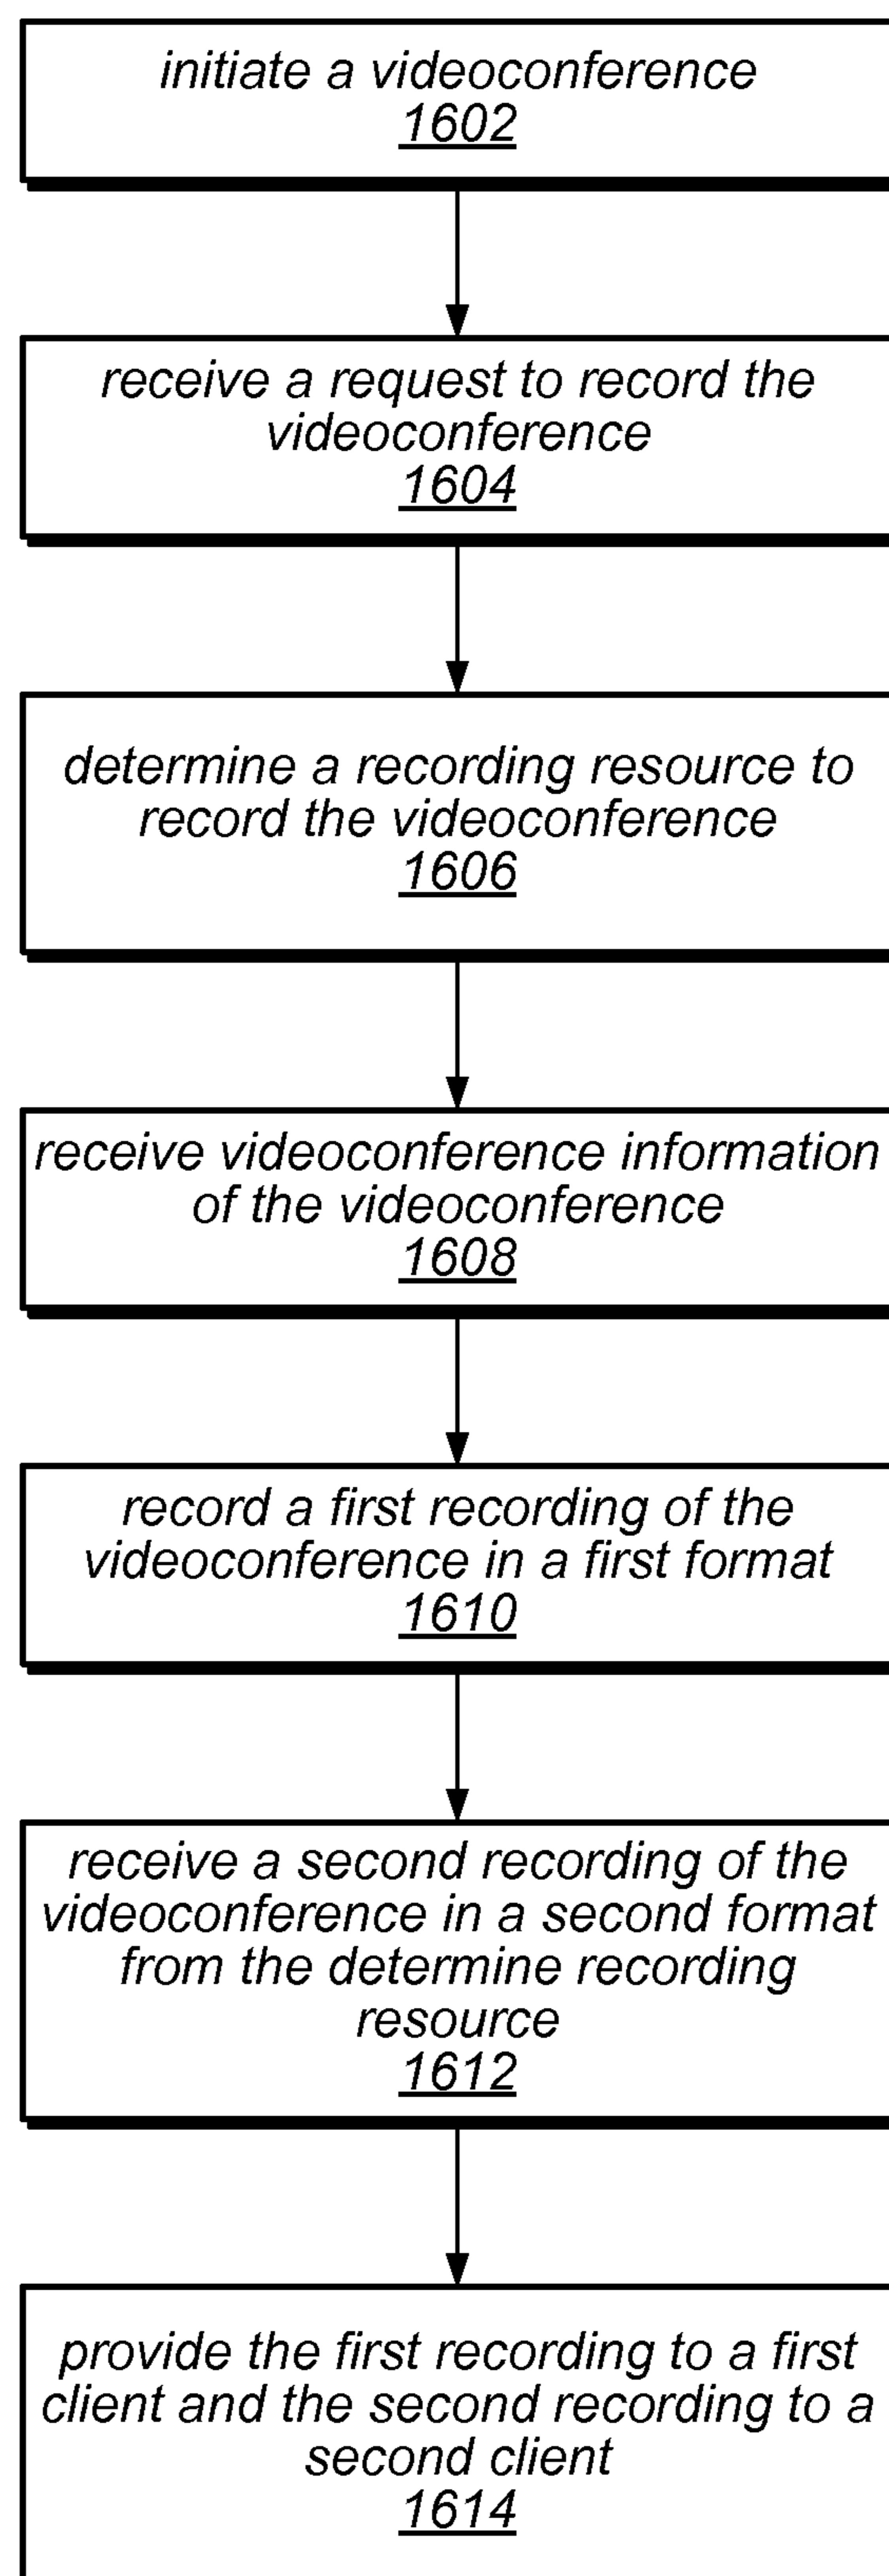 initiate a videoconference
1602
receive a request to record the
videoconference
1604
determine a recording resource to
record the videoconference
1606
receive videoconference information
of the videoconference
1608
record a first recording of the
videoconference in a first format
1610
receive a second recording of the
videoconference in a second format
from the determine recording
resource
1612
provide the first recording to a first
client and the second recording to a
second client
1614